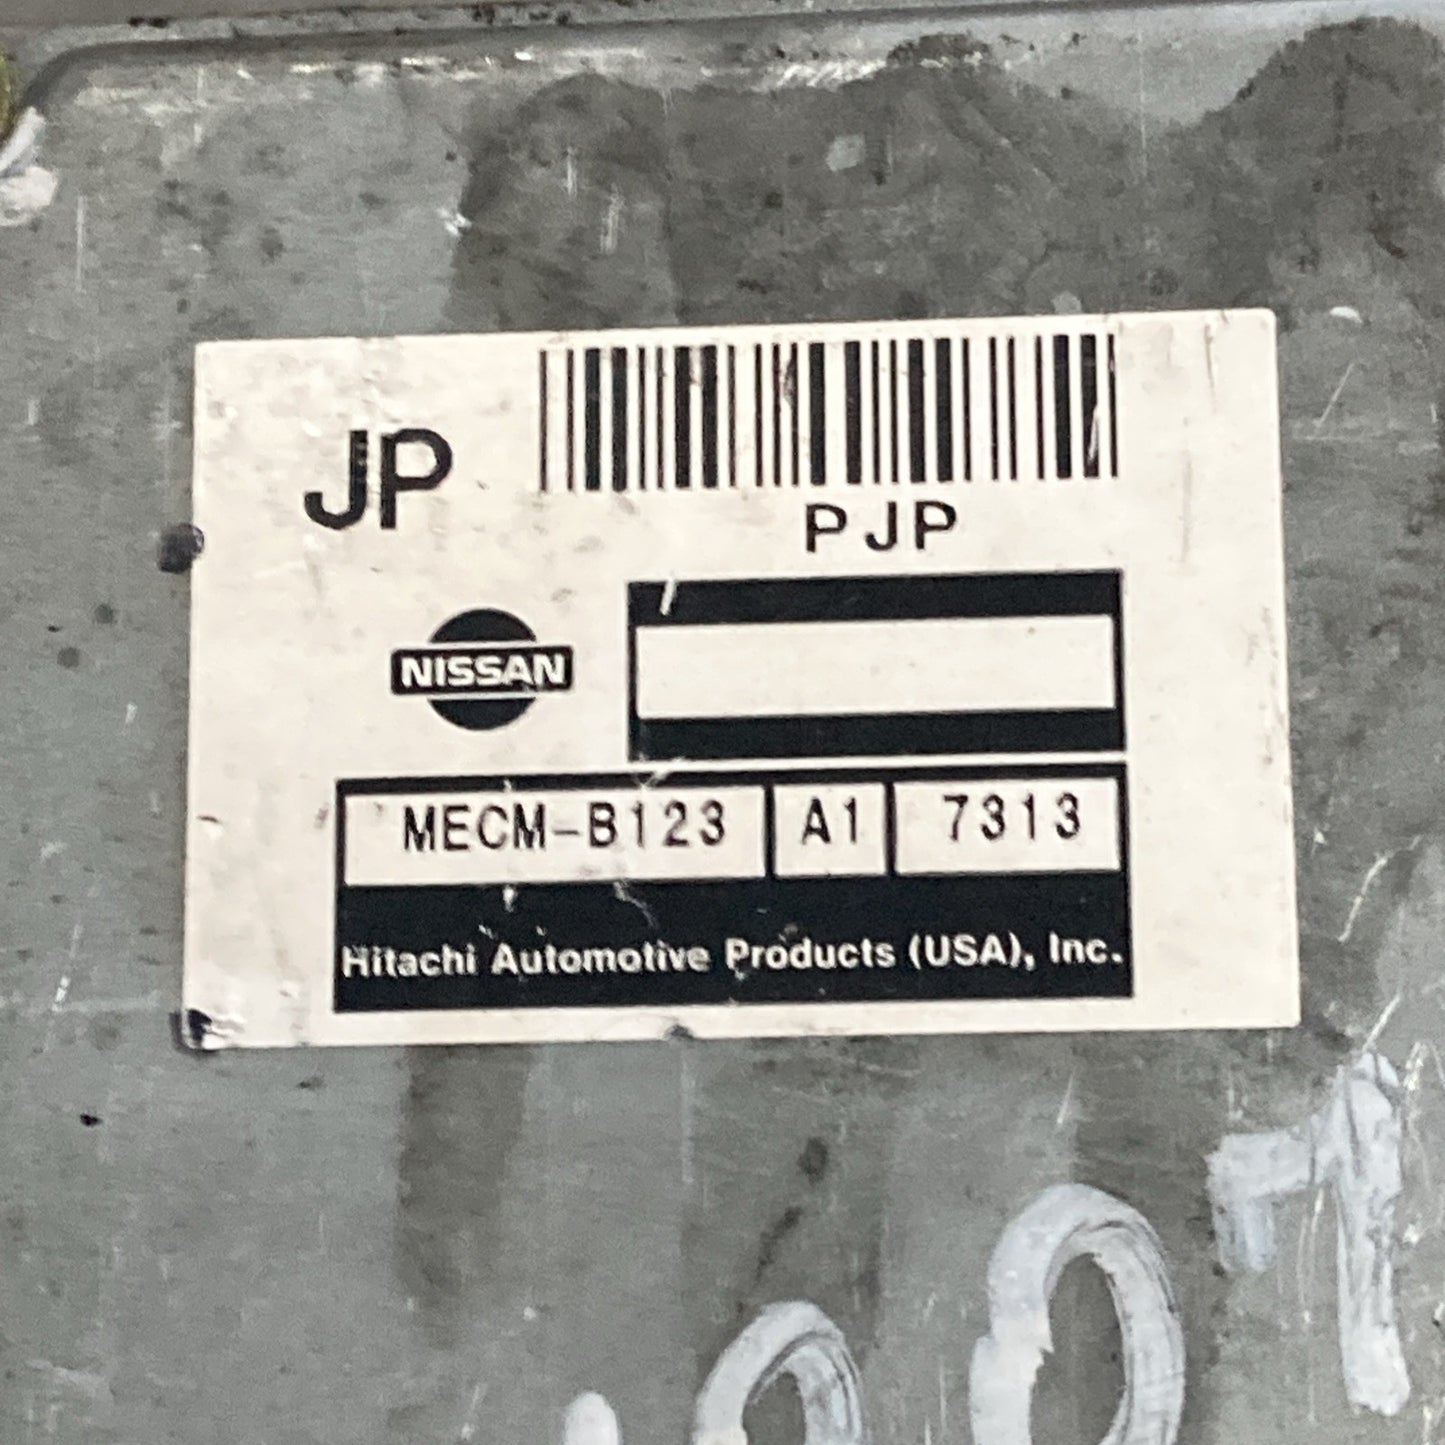 JP
PJP
NISSAN
MECM-B123 A1 7313
Hitachi Automotive Products (USA), Inc.